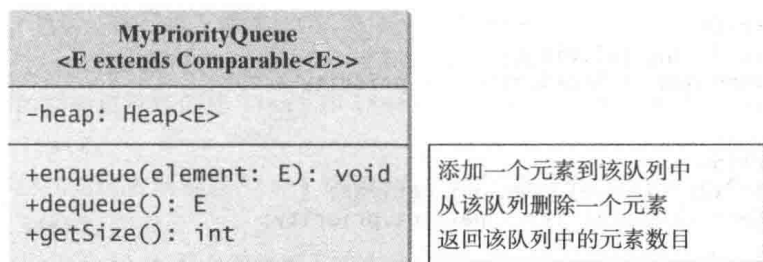 MyPriorityQueue
<E extends Comparable<E>>
-heap: Heap<E>
+enqueue(element: E): void
+dequeue(): E
+getSize(): int
添加一个元素到该队列中
从该队列删除一个元素
返回该队列中的元素数目